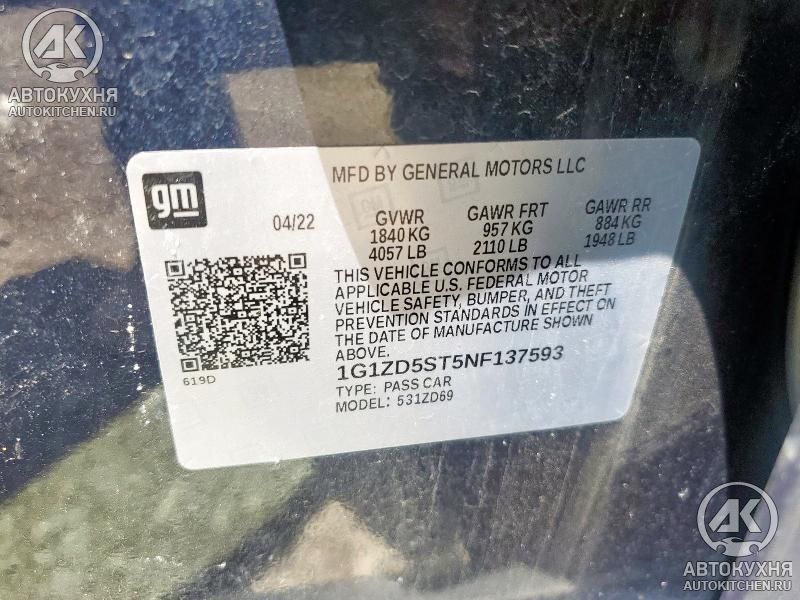 AK
АВТОКУХНЯ
AUTOKITCHEN.RU
gm
MFD BY GENERAL MOTORS LLC
04/22
GVWR GAWR FRT GAWR RR
1840 KG 957 KG 884 KG
4057 LB 2110 LB 1948 LB
THIS VEHICLE CONFORMS TO ALL
APPLICABLE U.S. FEDERAL MOTOR
VEHICLE SAFETY, BUMPER, AND THEFT
PREVENTION STANDARDS IN EFFECT ON
THE DATE OF MANUFACTURE SHOWN
ABOVE.
1G1ZD5ST5NF137593
619D
TYPE: PASS CAR
MODEL: 531ZD69
AK
АВТОКУХНЯ
AUTOKITCHEN.RU